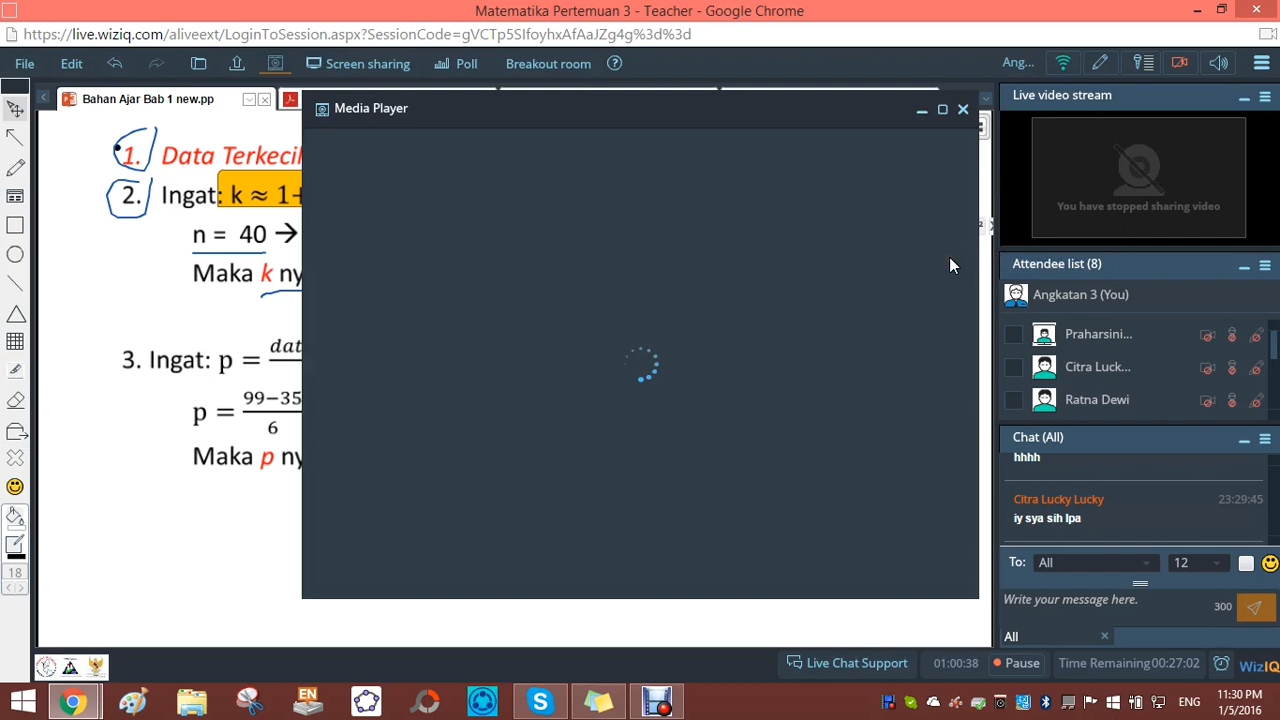 Matematika Pertemuan 3 - Teacher - Google Chrome
https://live.wiziq.com/aliveext/LoginToSession.aspx?SessionCode=gVCTp5SIfoyhxAfAaJZg4g%3d%3d
File Edit Screen sharing Poll Breakout room Ang...
Bahan Ajar Bab 1 new.pp
Media Player
Live video stream
You have stopped sharing video
1. Data Terkecil
2. Ingat: k ≈ 1+
n = 40 →
Maka k ny
3. Ingat: p = dat
p = 99−35
6
Maka p ny
Attendee list (8)
Angkatan 3 (You)
Praharsini...
Citra Luck...
Ratna Dewi
Chat (All)
hhhh
Citra Lucky Lucky 23:29:45
iy sya sih lpa
To: All 12
Write your message here. 300
All
18
Live Chat Support 01:00:38 Pause Time Remaining 00:27:02 WizIQ
EN
ENG
11:30 PM
1/5/2016